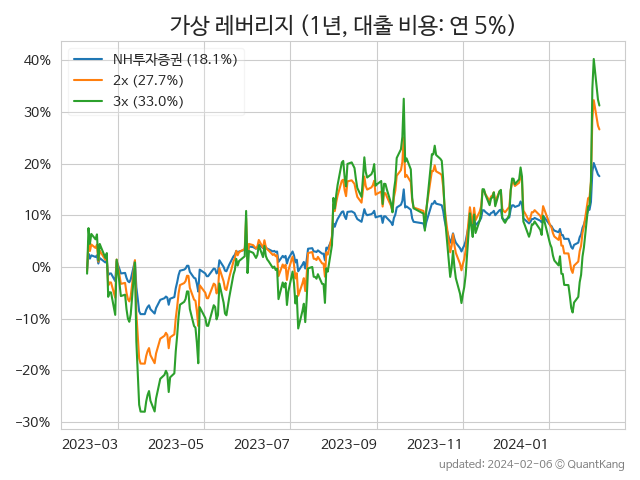 가상 레버리지 (1년, 대출 비용: 연 5%)
NH투자증권 (18.1%)
2x (27.7%)
3x (33.0%)
40%
30%
20%
10%
0%
−10%
−20%
−30%
2023-03 2023-05 2023-07 2023-09 2023-11 2024-01
updated: 2024-02-06 ⓒ QuantKang